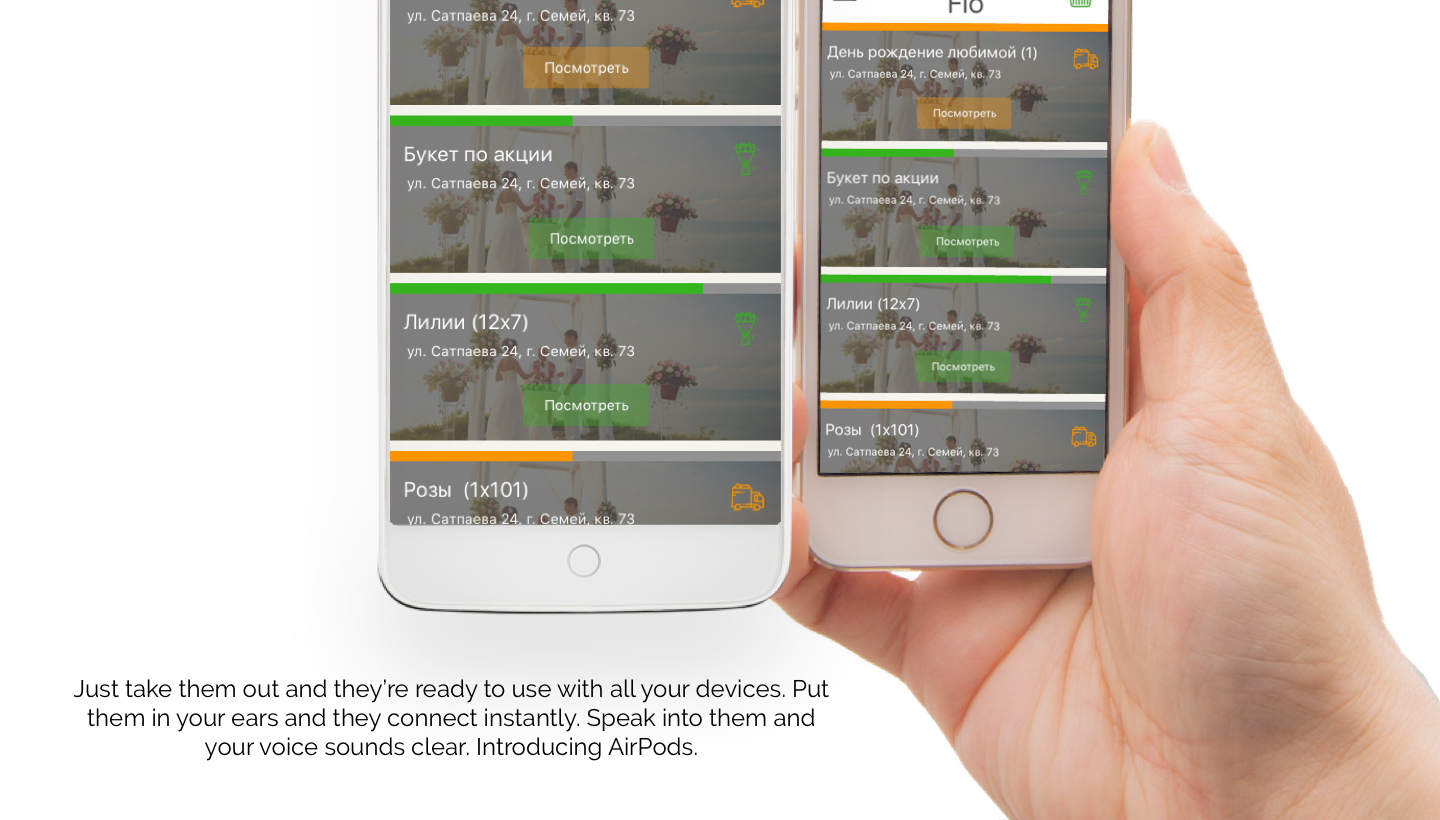 ул. Сатпаева 24, г. Семей, кв. 73
Посмотреть
Букет по акции
ул. Сатпаева 24, г. Семей, кв. 73
Посмотреть
Лилии (12х7)
ул. Сатпаева 24, г. Семей, кв. 73
Посмотреть
Розы (1х101)
ул. Сатпаева 24, г. Семей, кв. 73
Flo
День рождение любимой (1)
ул. Сатпаева 24, г. Семей, кв. 73
Посмотреть
Букет по акции
ул. Сатпаева 24, г. Семей, кв. 73
Посмотреть
Лилии (12х7)
ул. Сатпаева 24, г. Семей, кв. 73
Посмотреть
Розы (1х101)
ул. Сатпаева 24, г. Семей, кв. 73
Just take them out and they’re ready to use with all your devices. Put
them in your ears and they connect instantly. Speak into them and
your voice sounds clear. Introducing AirPods.